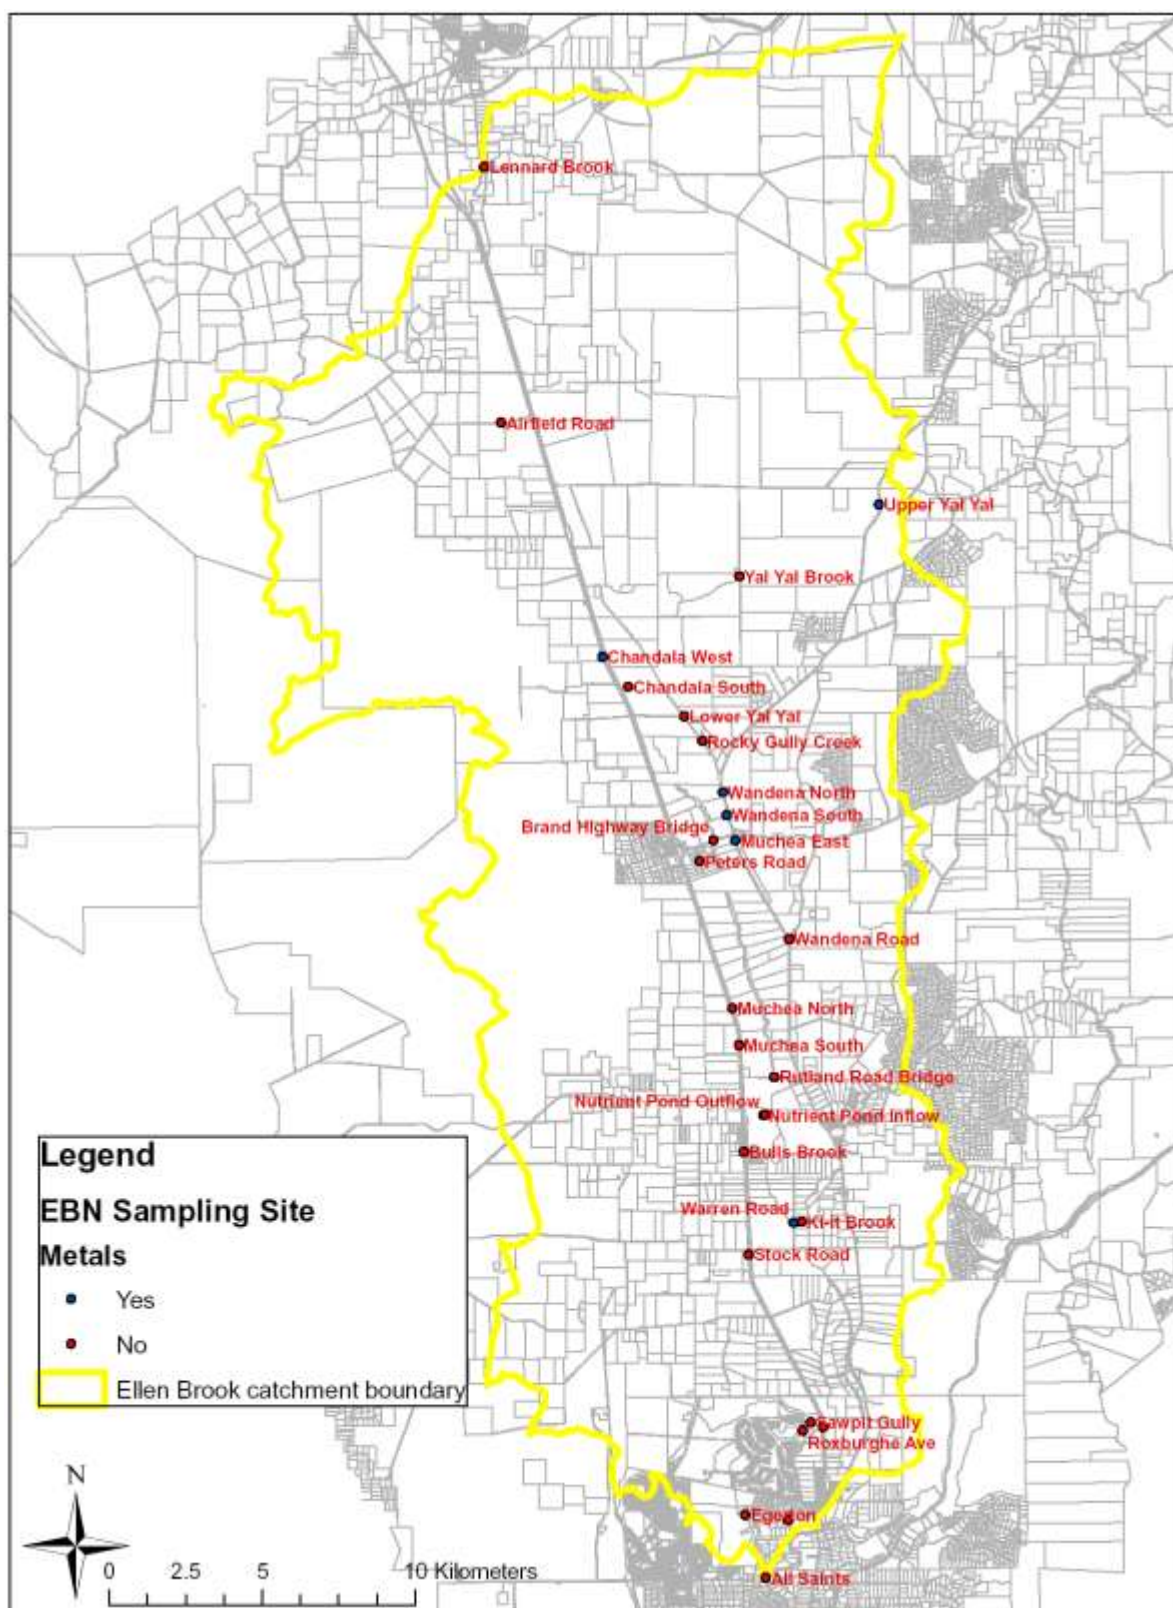 Lennard Brook
Airfield Road
Upper Yal Yal
Yal Yal Brook
Chandala West
Chandala South
Lower Yal Yal
Rocky Gully Creek
Wandena North
Wandena South
Brand Highway Bridge
Muchea East
Peters Road
Wandena Road
Muchea North
Muchea South
Rutland Road Bridge
Nutrient Pond Outflow
Nutrient Pond Inflow
Bulls Brook
Warren Road
Ki-it Brook
Stock Road
Legend
EBN Sampling Site
Metals
Yes
No
Ellen Brook catchment boundary
Sawpit Gully
Roxburghe Ave
Egerton
All Saints
N
0 2.5 5 10 Kilometers